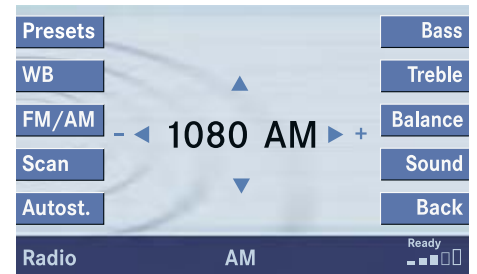 Presets
Bass
WB
Treble
FM/AM
Balance
- 1080 AM +
Scan
Sound
Autost.
Back
Radio
AM
Ready